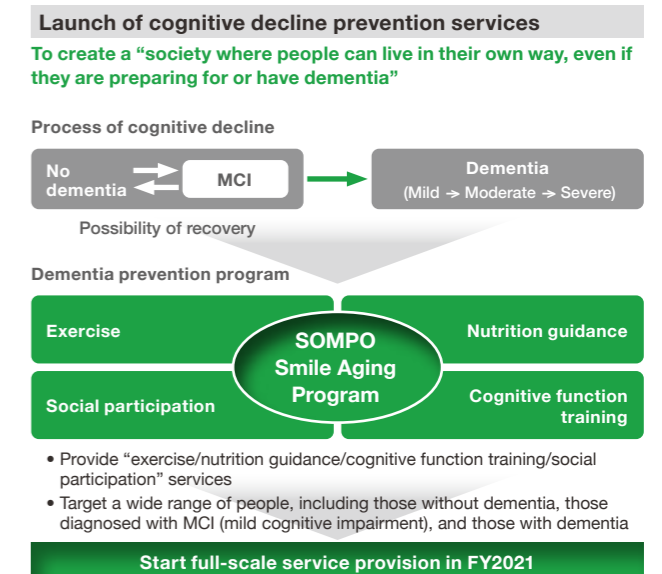 Launch of cognitive decline prevention services
To create a “society where people can live in their own way, even if
they are preparing for or have dementia”
Process of cognitive decline
No
dementia
MCI
Dementia
(Mild → Moderate → Severe)
Possibility of recovery
Dementia prevention program
Exercise
Nutrition guidance
SOMPO
Smile Aging
Program
Social participation
Cognitive function
training
• Provide “exercise/nutrition guidance/cognitive function training/social
participation” services
• Target a wide range of people, including those without dementia, those
diagnosed with MCI (mild cognitive impairment), and those with dementia
Start full-scale service provision in FY2021